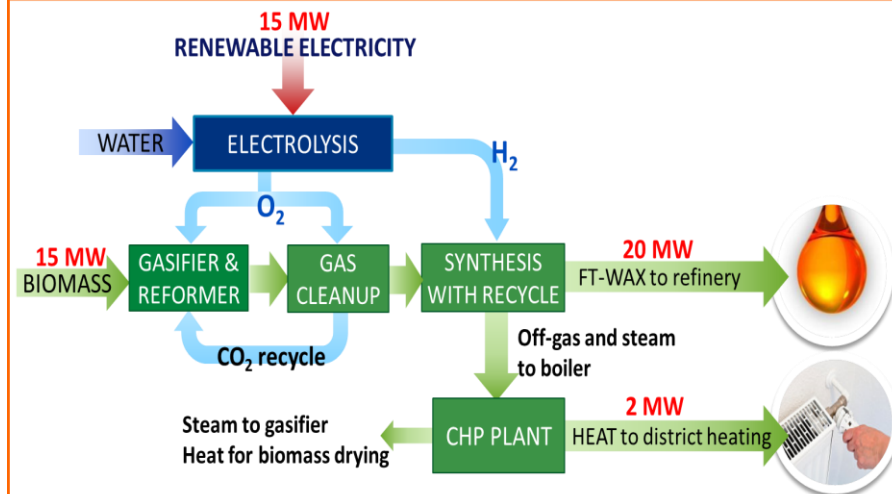 15 MW
RENEWABLE ELECTRICITY
WATER
ELECTROLYSIS
H₂
O₂
15 MW
BIOMASS
GASIFIER &
REFORMER
GAS
CLEANUP
SYNTHESIS
WITH RECYCLE
20 MW
FT-WAX to refinery
CO₂ recycle
Off-gas and steam
to boiler
Steam to gasifier
Heat for biomass drying
CHP PLANT
2 MW
HEAT to district heating